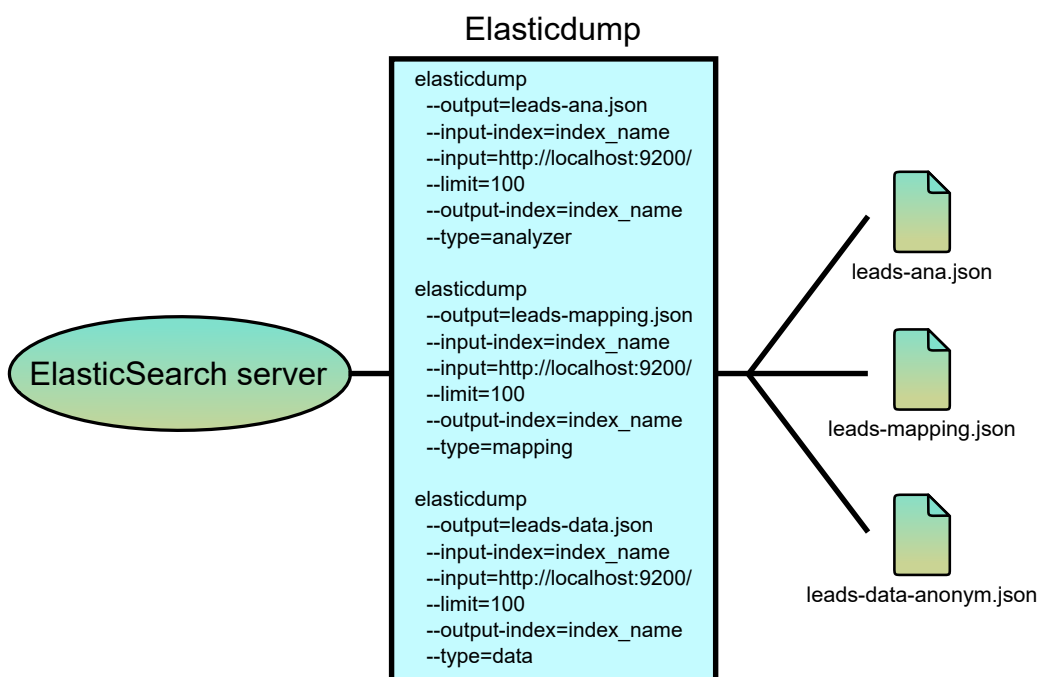 Elasticdump
elasticdump
--output=leads-ana.json
--input-index=index_name
--input=http://localhost:9200/
--limit=100
--output-index=index_name
--type=analyzer
elasticdump
--output=leads-mapping.json
--input-index=index_name
--input=http://localhost:9200/
--limit=100
--output-index=index_name
--type=mapping
elasticdump
--output=leads-data.json
--input-index=index_name
--input=http://localhost:9200/
--limit=100
--output-index=index_name
--type=data
ElasticSearch server
leads-ana.json
leads-mapping.json
leads-data-anonym.json